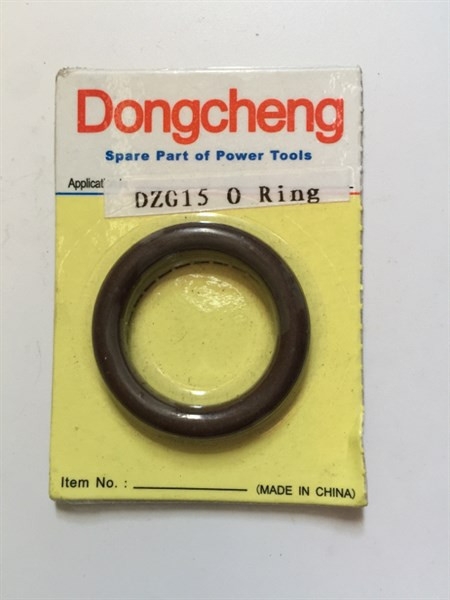 Dongcheng
Spare Part of Power Tools
DZG15 O Ring
Item No. :
(MADE IN CHINA)